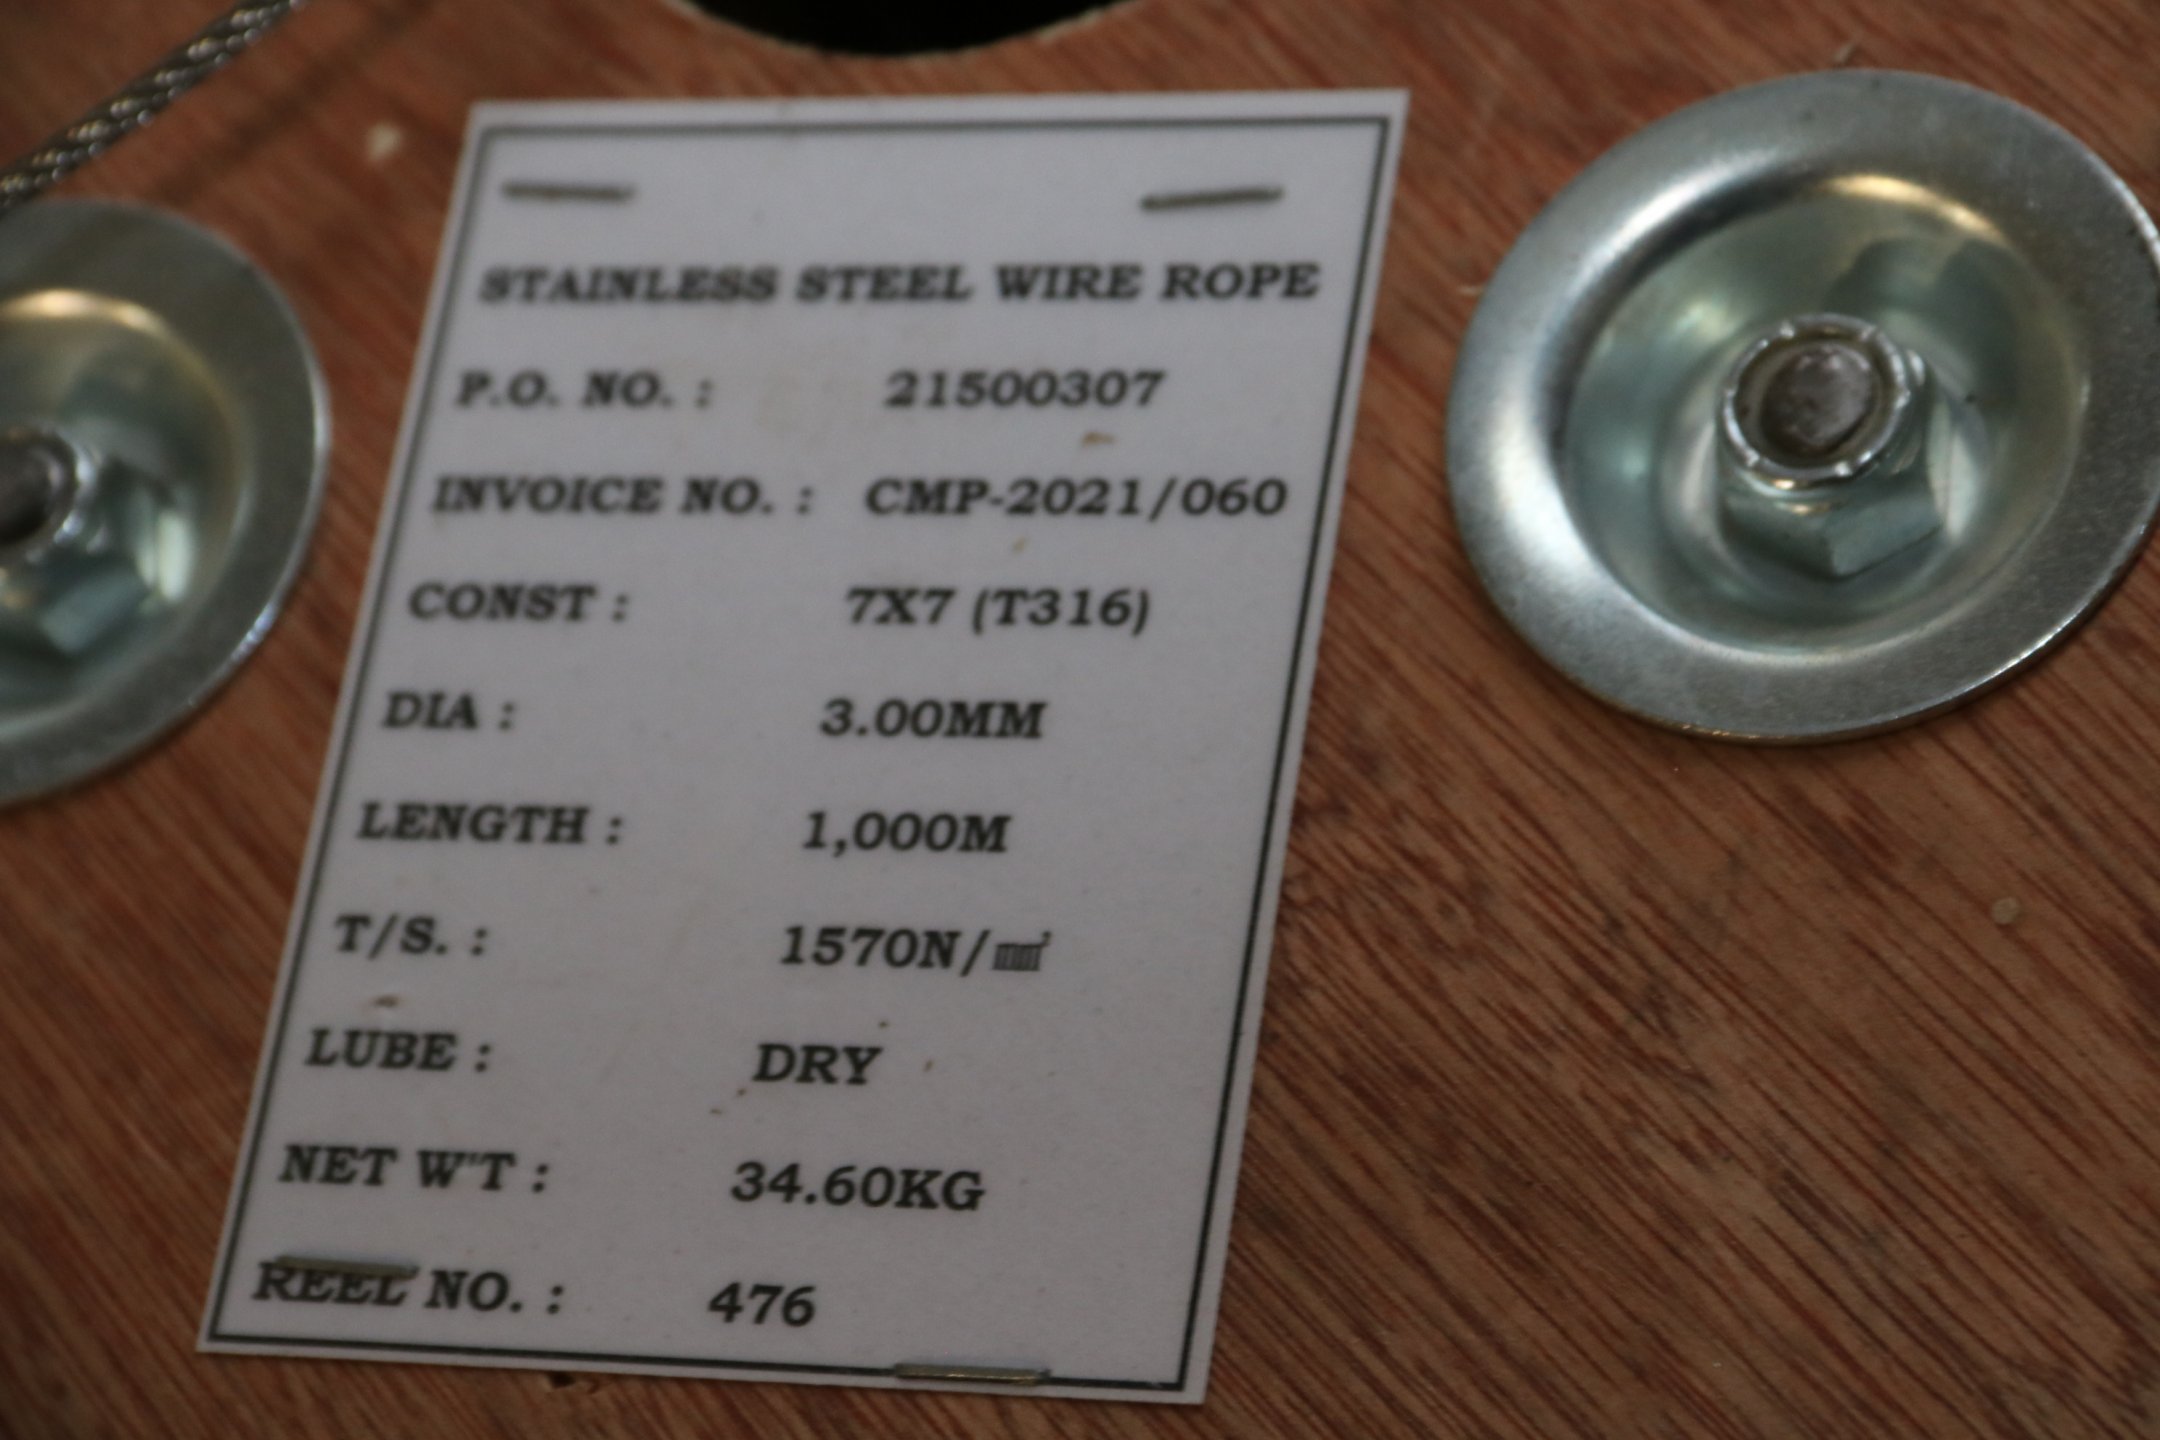 STAINLESS STEEL WIRE ROPE
P.O. NO. : 21500307
INVOICE NO. : CMP-2021/060
CONST : 7X7 (T316)
DIA : 3.00MM
LENGTH : 1,000M
T/S. : 1570N/㎟
LUBE : DRY
NET W'T : 34.60KG
REEL NO. : 476